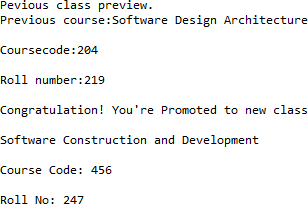 Pevious class preview.
Previous course:Software Design Architecture
Coursecode:204
Roll number:219
Congratulation! You're Promoted to new class
Software Construction and Development
Course Code: 456
Roll No: 247